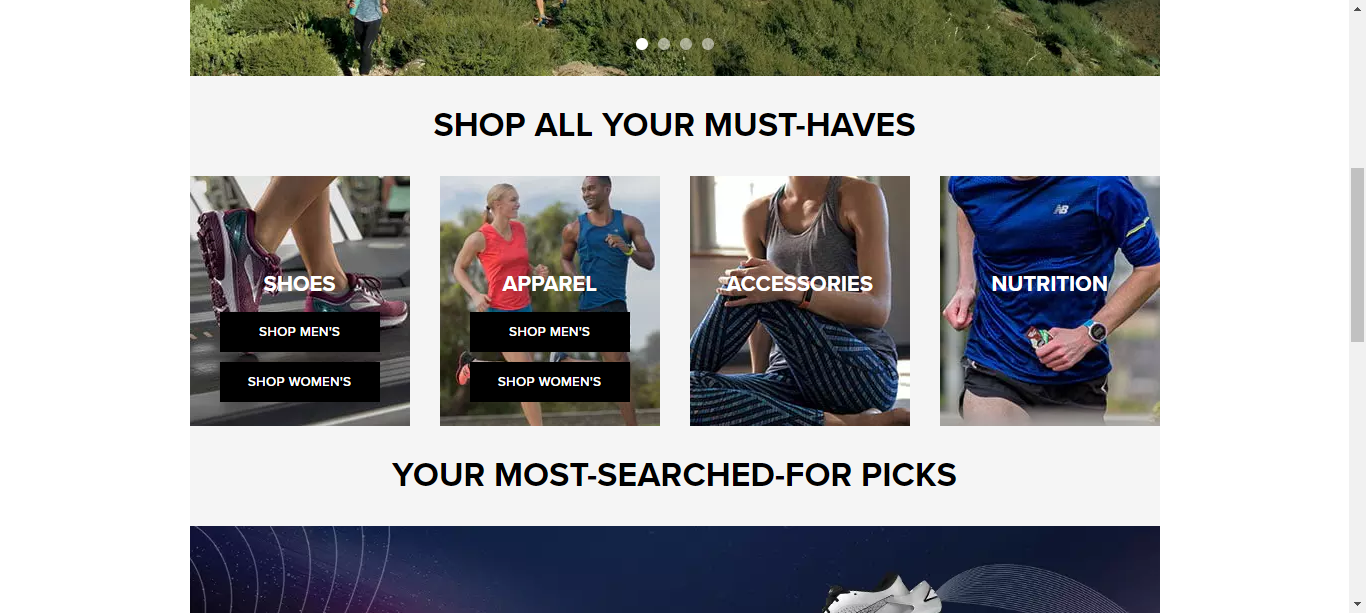 SHOP ALL YOUR MUST-HAVES
SHOES
SHOP MEN'S
SHOP WOMEN'S
APPAREL
SHOP MEN'S
SHOP WOMEN'S
ACCESSORIES
NUTRITION
NB
YOUR MOST-SEARCHED-FOR PICKS